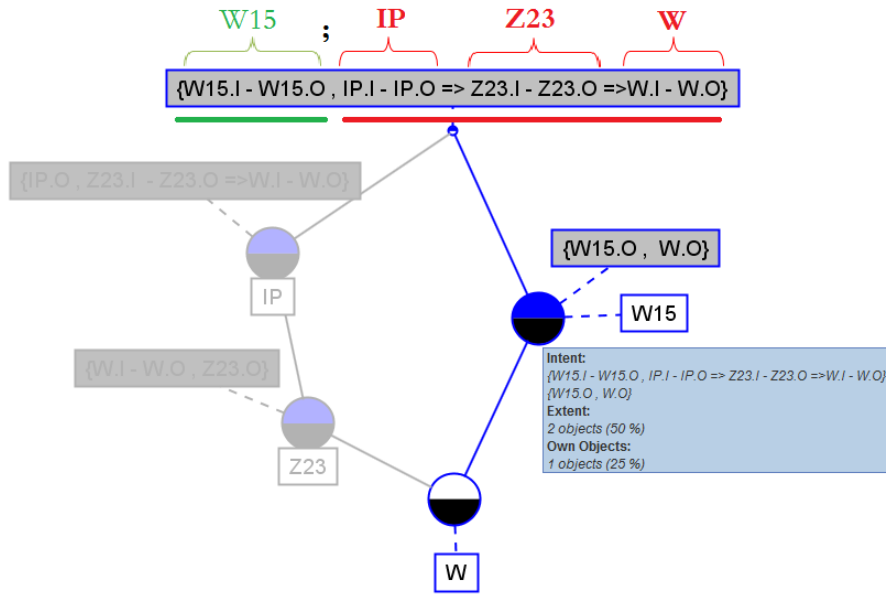 W15 ; IP Z23 W
{W15.I - W15.O , IP.I - IP.O => Z23.I - Z23.O =>W.I - W.O}
{IP.O , Z23.I - Z23.O =>W.I - W.O}
IP
{W15.O , W.O}
W15
{W.I - W.O , Z23.O}
Z23
Intent:
{W15.I - W15.O , IP.I - IP.O => Z23.I - Z23.O =>W.I - W.O}
{W15.O , W.O}
Extent:
2 objects (50 %)
Own Objects:
1 objects (25 %)
W